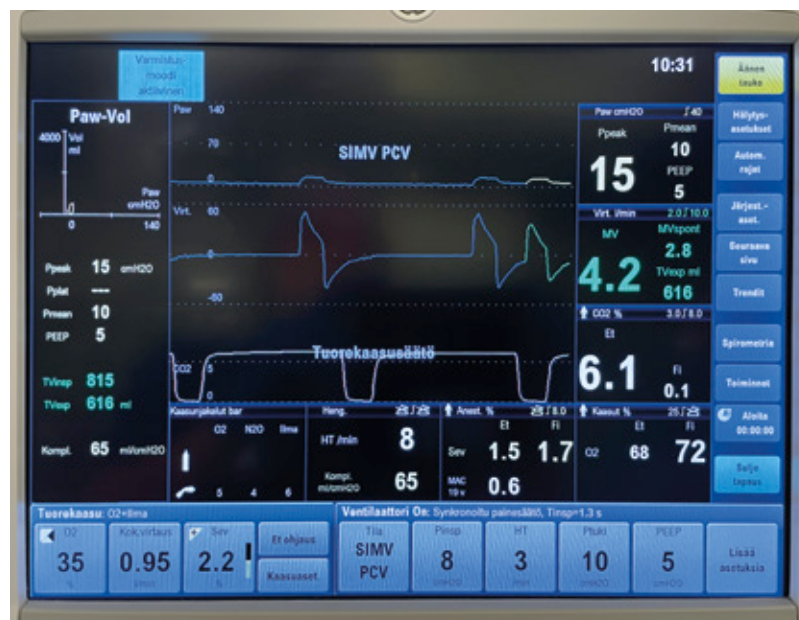 10:31
Varmistus-
moodi
aktiivinen
Äänen
tauko
Paw-Vol
4000 Vol
ml
Paw
cmH2O
0 140
Ppeak 15 cmH2O
Pplat ---
Pmean 10
PEEP 5
TVinsp 815
TVexp 616 ml
Kompl. 65 ml/cmH2O
Paw 140
70
SIMV PCV
0
Virt. 60
0
-60
Tuorekaasusäätö
CO2 5
0
Paw cmH2O 40
Ppeak Pmean
15 10
PEEP
5
Virt. l/min 2.0 10.0
MV MVspont
4.2 2.8
TVexp ml
616
CO2 % 3.0 8.0
Et
6.1 Fi
0.1
Kaasunjakelut bar
O2 N2O Ilma
5 4 6
Heng.
HT /min 8
Kompl.
ml/cmH2O 65
Anest. % 8.0
Et Fi
Sev 1.5 1.7
MAC
19 v 0.6
Kaasut % 25
Et Fi
O2 68 72
Hälytys-
asetukset
Autom.
rajat
Järjest.-
aset.
Seuraava
sivu
Trendit
Spirometria
Toiminnot
Aloita
00:00:00
Sulje
tapaus
Tuorekaasu: O2+Ilma
O2
35
%
Kok.virtaus
0.95
l/min
Sev
2.2
%
Et ohjaus
Kaasuaset.
Ventilaattori On: Synkronoitu painesäätö, Tinsp=1.3 s
Tila
SIMV
PCV
Pinsp
8
cmH2O
HT
3
/min
Ptuki
10
cmH2O
PEEP
5
cmH2O
Lisää
asetuksia